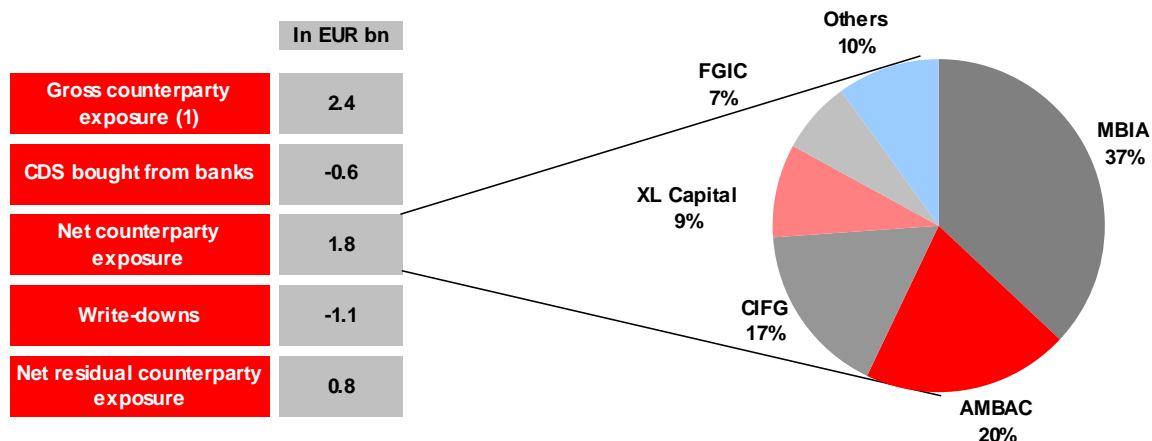 In EUR bn
Gross counterparty
exposure (1)
2.4
CDS bought from banks
-0.6
Net counterparty
exposure
1.8
Write-downs
-1.1
Net residual counterparty
exposure
0.8
Others
10%
FGIC
7%
MBIA
37%
XL Capital
9%
CIFG
17%
AMBAC
20%